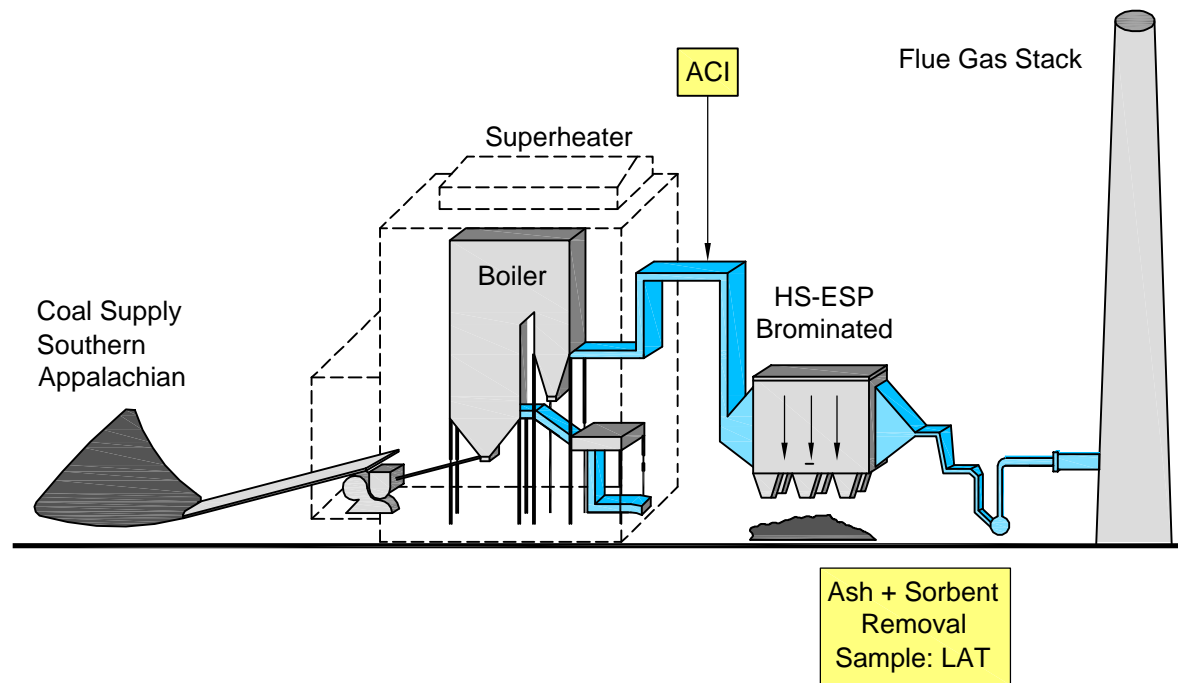 ACI
Flue Gas Stack
Superheater
Boiler
HS-ESP
Brominated
Coal Supply
Southern
Appalachian
Ash + Sorbent
Removal
Sample: LAT